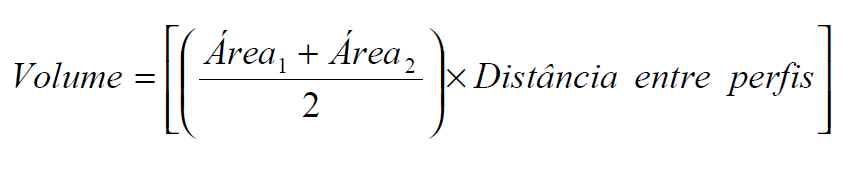 Volume = [((Área1 + Área2)/2) × Distância entre perfis]